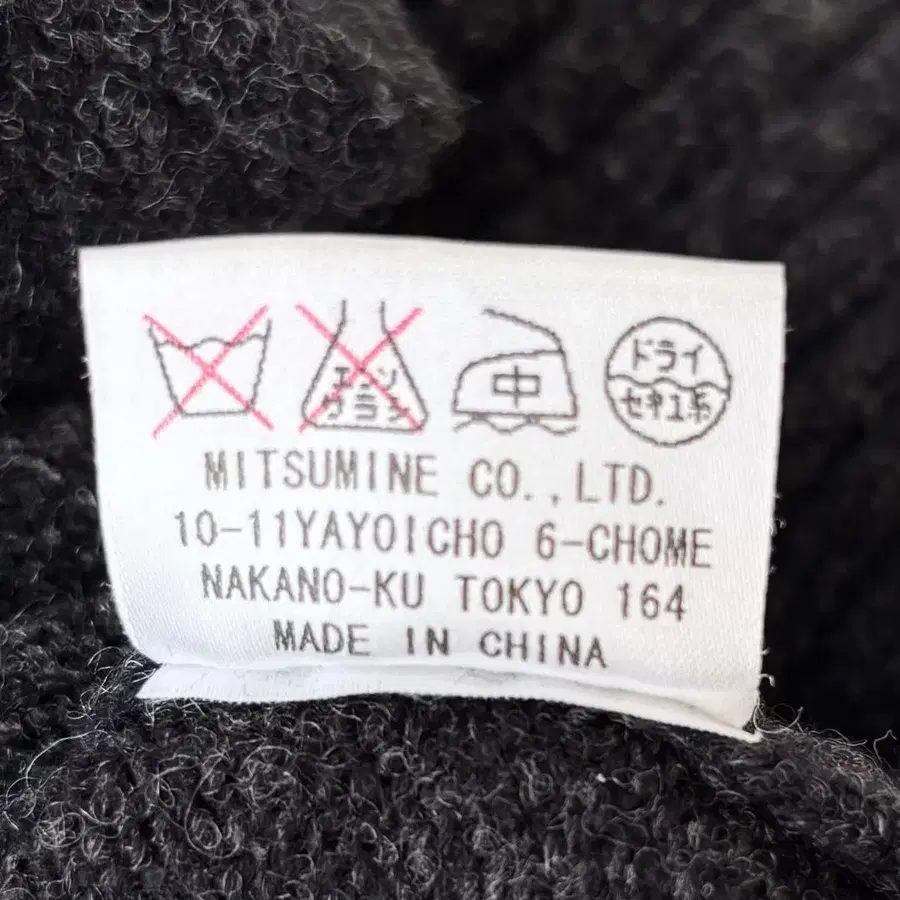 エンソ
サラシ
中
ドライ
セキユ系
MITSUMINE CO.,LTD.
10-11YAYOICHO 6-CHOME
NAKANO-KU TOKYO 164
MADE IN CHINA